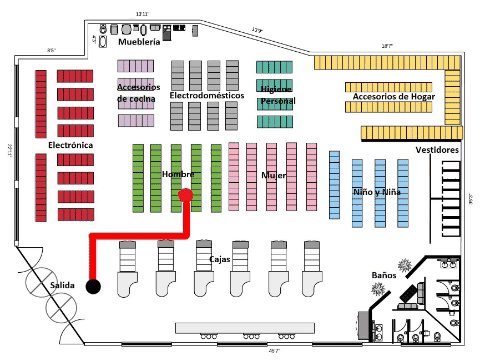 Mueblería
Accesorios
de cocina
Electrodomésticos
Higiene
Personal
Accesorios de Hogar
Electrónica
Vestidores
Hombre
Mujer
Niño y Niña
Cajas
Salida
Baños